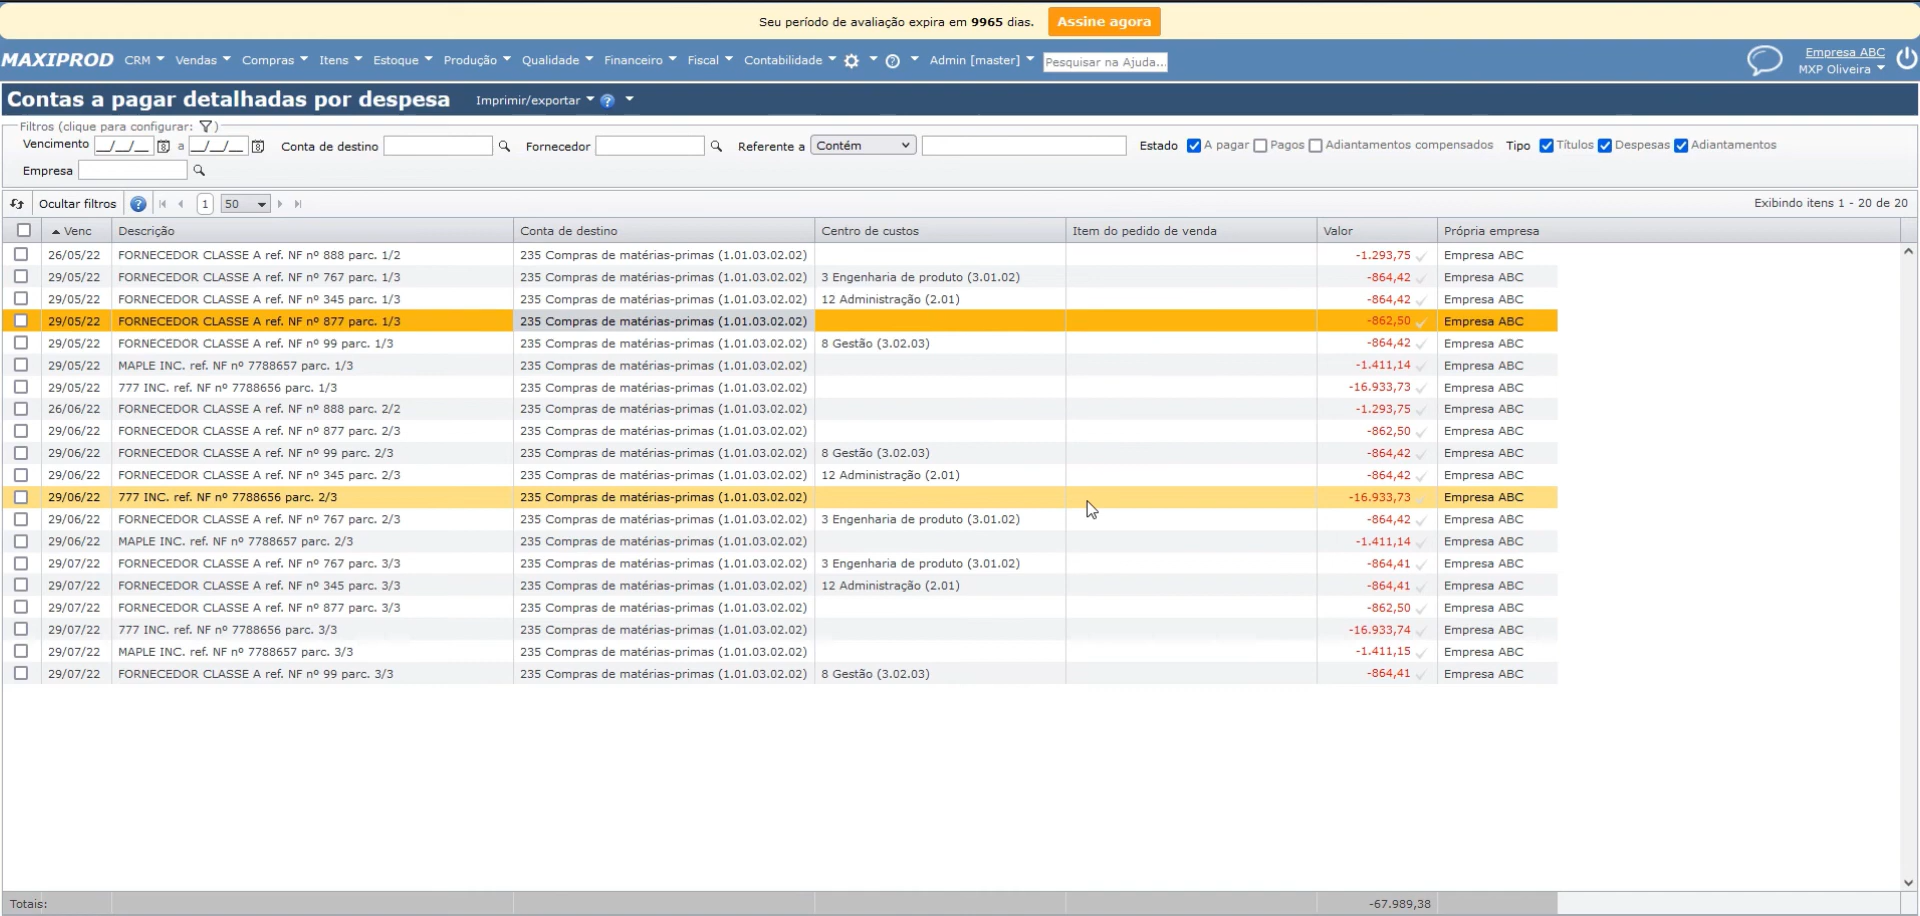 Seu período de avaliação expira em 9965 dias. Assine agora
MAXIPROD CRM Vendas Compras Itens Estoque Produção Qualidade Financeiro Fiscal Contabilidade Admin [master] Pesquisar na Ajuda... Empresa ABC
MXP Oliveira
Contas a pagar detalhadas por despesa Imprimir/exportar ?
Filtros (clique para configurar: )
Vencimento __/__/__ a __/__/__ Conta de destino Fornecedor Referente a Contém Estado A pagar Pagos Adiantamentos compensados Tipo Títulos Despesas Adiantamentos
Empresa
Ocultar filtros ? 1 50 Exibindo itens 1 - 20 de 20
Venc Descrição Conta de destino Centro de custos Item do pedido de venda Valor Própria empresa
26/05/22 FORNECEDOR CLASSE A ref. NF nº 888 parc. 1/2 235 Compras de matérias-primas (1.01.03.02.02) -1.293,75 Empresa ABC
29/05/22 FORNECEDOR CLASSE A ref. NF nº 767 parc. 1/3 235 Compras de matérias-primas (1.01.03.02.02) 3 Engenharia de produto (3.01.02) -864,42 Empresa ABC
29/05/22 FORNECEDOR CLASSE A ref. NF nº 345 parc. 1/3 235 Compras de matérias-primas (1.01.03.02.02) 12 Administração (2.01) -864,42 Empresa ABC
29/05/22 FORNECEDOR CLASSE A ref. NF nº 877 parc. 1/3 235 Compras de matérias-primas (1.01.03.02.02) -862,50 Empresa ABC
29/05/22 FORNECEDOR CLASSE A ref. NF nº 99 parc. 1/3 235 Compras de matérias-primas (1.01.03.02.02) 8 Gestão (3.02.03) -864,42 Empresa ABC
29/05/22 MAPLE INC. ref. NF nº 7788657 parc. 1/3 235 Compras de matérias-primas (1.01.03.02.02) -1.411,14 Empresa ABC
29/05/22 777 INC. ref. NF nº 7788656 parc. 1/3 235 Compras de matérias-primas (1.01.03.02.02) -16.933,73 Empresa ABC
26/06/22 FORNECEDOR CLASSE A ref. NF nº 888 parc. 2/2 235 Compras de matérias-primas (1.01.03.02.02) -1.293,75 Empresa ABC
29/06/22 FORNECEDOR CLASSE A ref. NF nº 877 parc. 2/3 235 Compras de matérias-primas (1.01.03.02.02) -862,50 Empresa ABC
29/06/22 FORNECEDOR CLASSE A ref. NF nº 99 parc. 2/3 235 Compras de matérias-primas (1.01.03.02.02) 8 Gestão (3.02.03) -864,42 Empresa ABC
29/06/22 FORNECEDOR CLASSE A ref. NF nº 345 parc. 2/3 235 Compras de matérias-primas (1.01.03.02.02) 12 Administração (2.01) -864,42 Empresa ABC
29/06/22 777 INC. ref. NF nº 7788656 parc. 2/3 235 Compras de matérias-primas (1.01.03.02.02) -16.933,73 Empresa ABC
29/06/22 FORNECEDOR CLASSE A ref. NF nº 767 parc. 2/3 235 Compras de matérias-primas (1.01.03.02.02) 3 Engenharia de produto (3.01.02) -864,42 Empresa ABC
29/06/22 MAPLE INC. ref. NF nº 7788657 parc. 2/3 235 Compras de matérias-primas (1.01.03.02.02) -1.411,14 Empresa ABC
29/07/22 FORNECEDOR CLASSE A ref. NF nº 767 parc. 3/3 235 Compras de matérias-primas (1.01.03.02.02) 3 Engenharia de produto (3.01.02) -864,41 Empresa ABC
29/07/22 FORNECEDOR CLASSE A ref. NF nº 345 parc. 3/3 235 Compras de matérias-primas (1.01.03.02.02) 12 Administração (2.01) -864,41 Empresa ABC
29/07/22 FORNECEDOR CLASSE A ref. NF nº 877 parc. 3/3 235 Compras de matérias-primas (1.01.03.02.02) -862,50 Empresa ABC
29/07/22 777 INC. ref. NF nº 7788656 parc. 3/3 235 Compras de matérias-primas (1.01.03.02.02) -16.933,74 Empresa ABC
29/07/22 MAPLE INC. ref. NF nº 7788657 parc. 3/3 235 Compras de matérias-primas (1.01.03.02.02) -1.411,15 Empresa ABC
29/07/22 FORNECEDOR CLASSE A ref. NF nº 99 parc. 3/3 235 Compras de matérias-primas (1.01.03.02.02) 8 Gestão (3.02.03) -864,41 Empresa ABC
Totais: -67.989,38